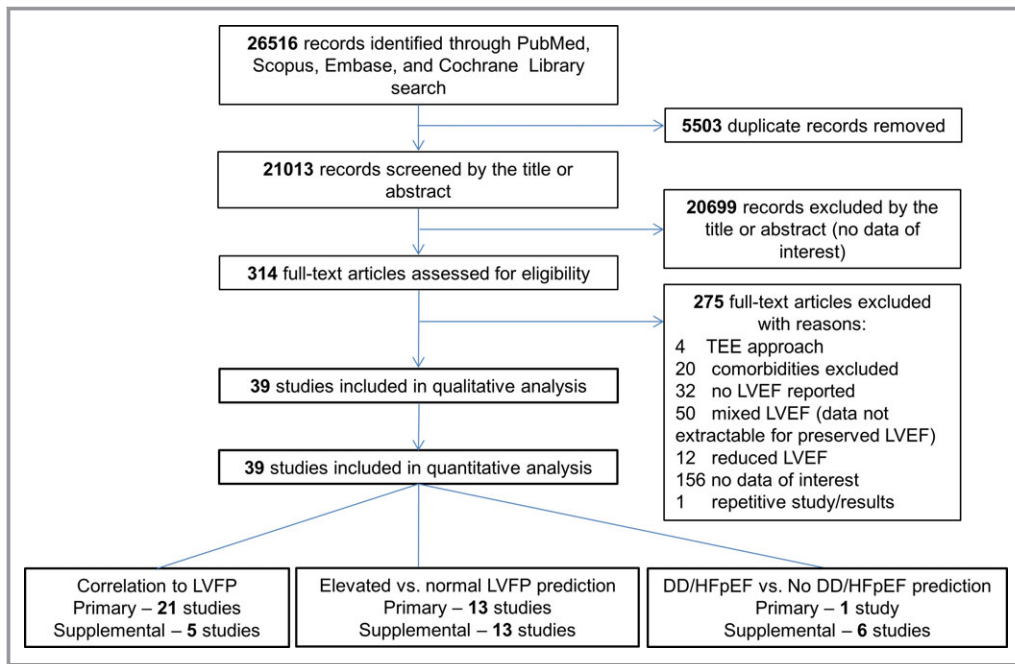 26516 records identified through PubMed,
Scopus, Embase, and Cochrane Library
search
5503 duplicate records removed
21013 records screened by the title or
abstract
20699 records excluded by the
title or abstract (no data of
interest)
314 full-text articles assessed for eligibility
275 full-text articles excluded
with reasons:
4 TEE approach
20 comorbidities excluded
32 no LVEF reported
50 mixed LVEF (data not
extractable for preserved LVEF)
12 reduced LVEF
156 no data of interest
1 repetitive study/results
39 studies included in qualitative analysis
39 studies included in quantitative analysis
Correlation to LVFP
Primary – 21 studies
Supplemental – 5 studies
Elevated vs. normal LVFP prediction
Primary – 13 studies
Supplemental – 13 studies
DD/HFpEF vs. No DD/HFpEF prediction
Primary – 1 study
Supplemental – 6 studies